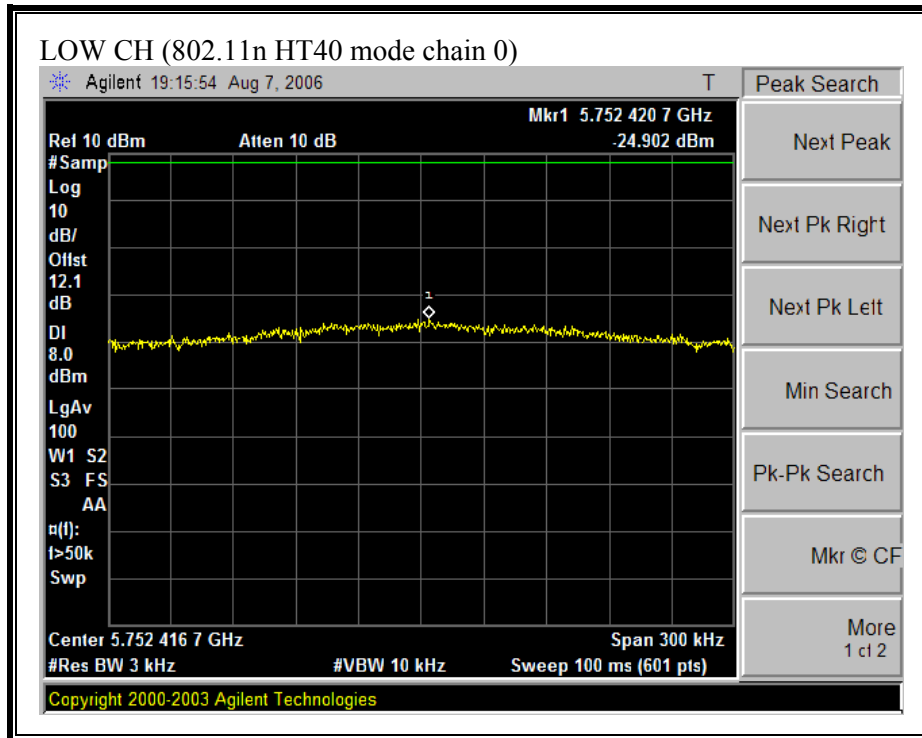 LOW CH (802.11n HT40 mode chain 0)
Agilent 19:15:54 Aug 7, 2006 T
Peak Search
Mkr1 5.752 420 7 GHz
Ref 10 dBm Atten 10 dB -24.902 dBm
#Samp
Log
10
dB/
Offst
12.1
dB
DI
8.0
dBm
LgAv
100
W1 S2
S3 FS
AA
¤(f):
f>50k
Swp
1
Center 5.752 416 7 GHz Span 300 kHz
#Res BW 3 kHz #VBW 10 kHz Sweep 100 ms (601 pts)
Copyright 2000-2003 Agilent Technologies
Next Peak
Next Pk Right
Next Pk Left
Min Search
Pk-Pk Search
Mkr © CF
More
1 of 2